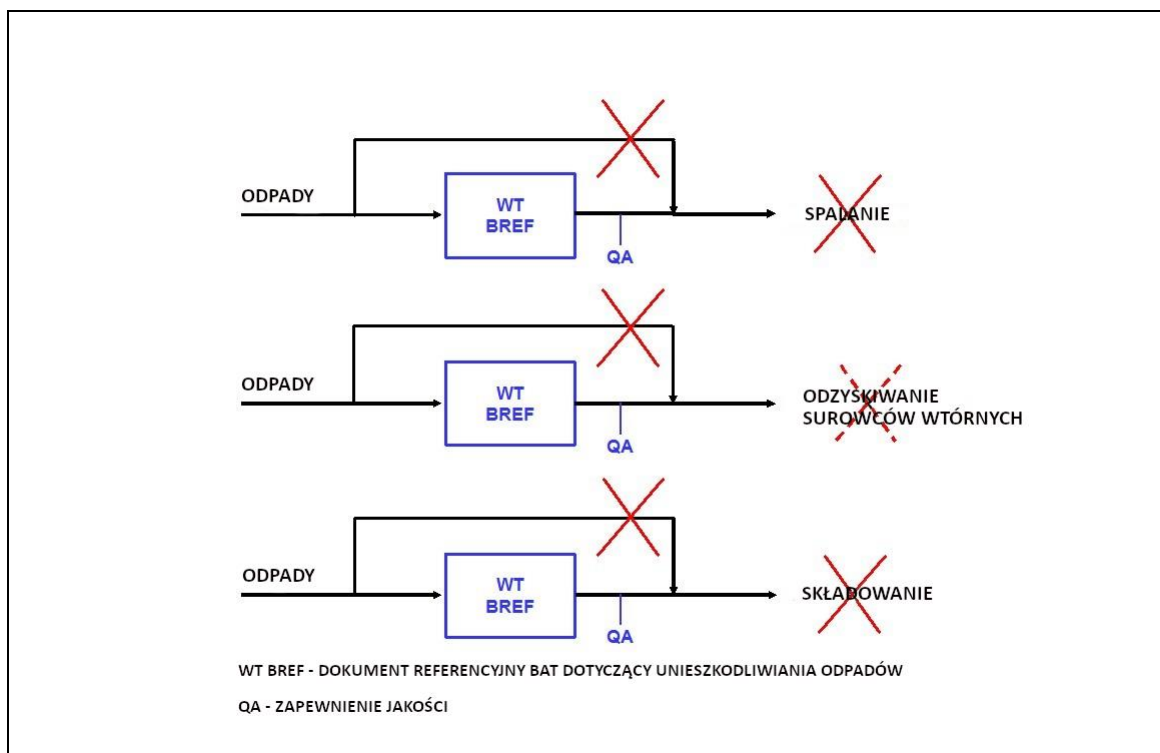 ODPADY
WT
BREF
QA
SPALANIE
ODPADY
WT
BREF
QA
ODZYSKIWANIE
SUROWCÓW WTÓRNYCH
ODPADY
WT
BREF
QA
SKŁADOWANIE
WT BREF - DOKUMENT REFERENCYJNY BAT DOTYCZĄCY UNIESZKODLIWIANIA ODPADÓW
QA - ZAPEWNIENIE JAKOŚCI